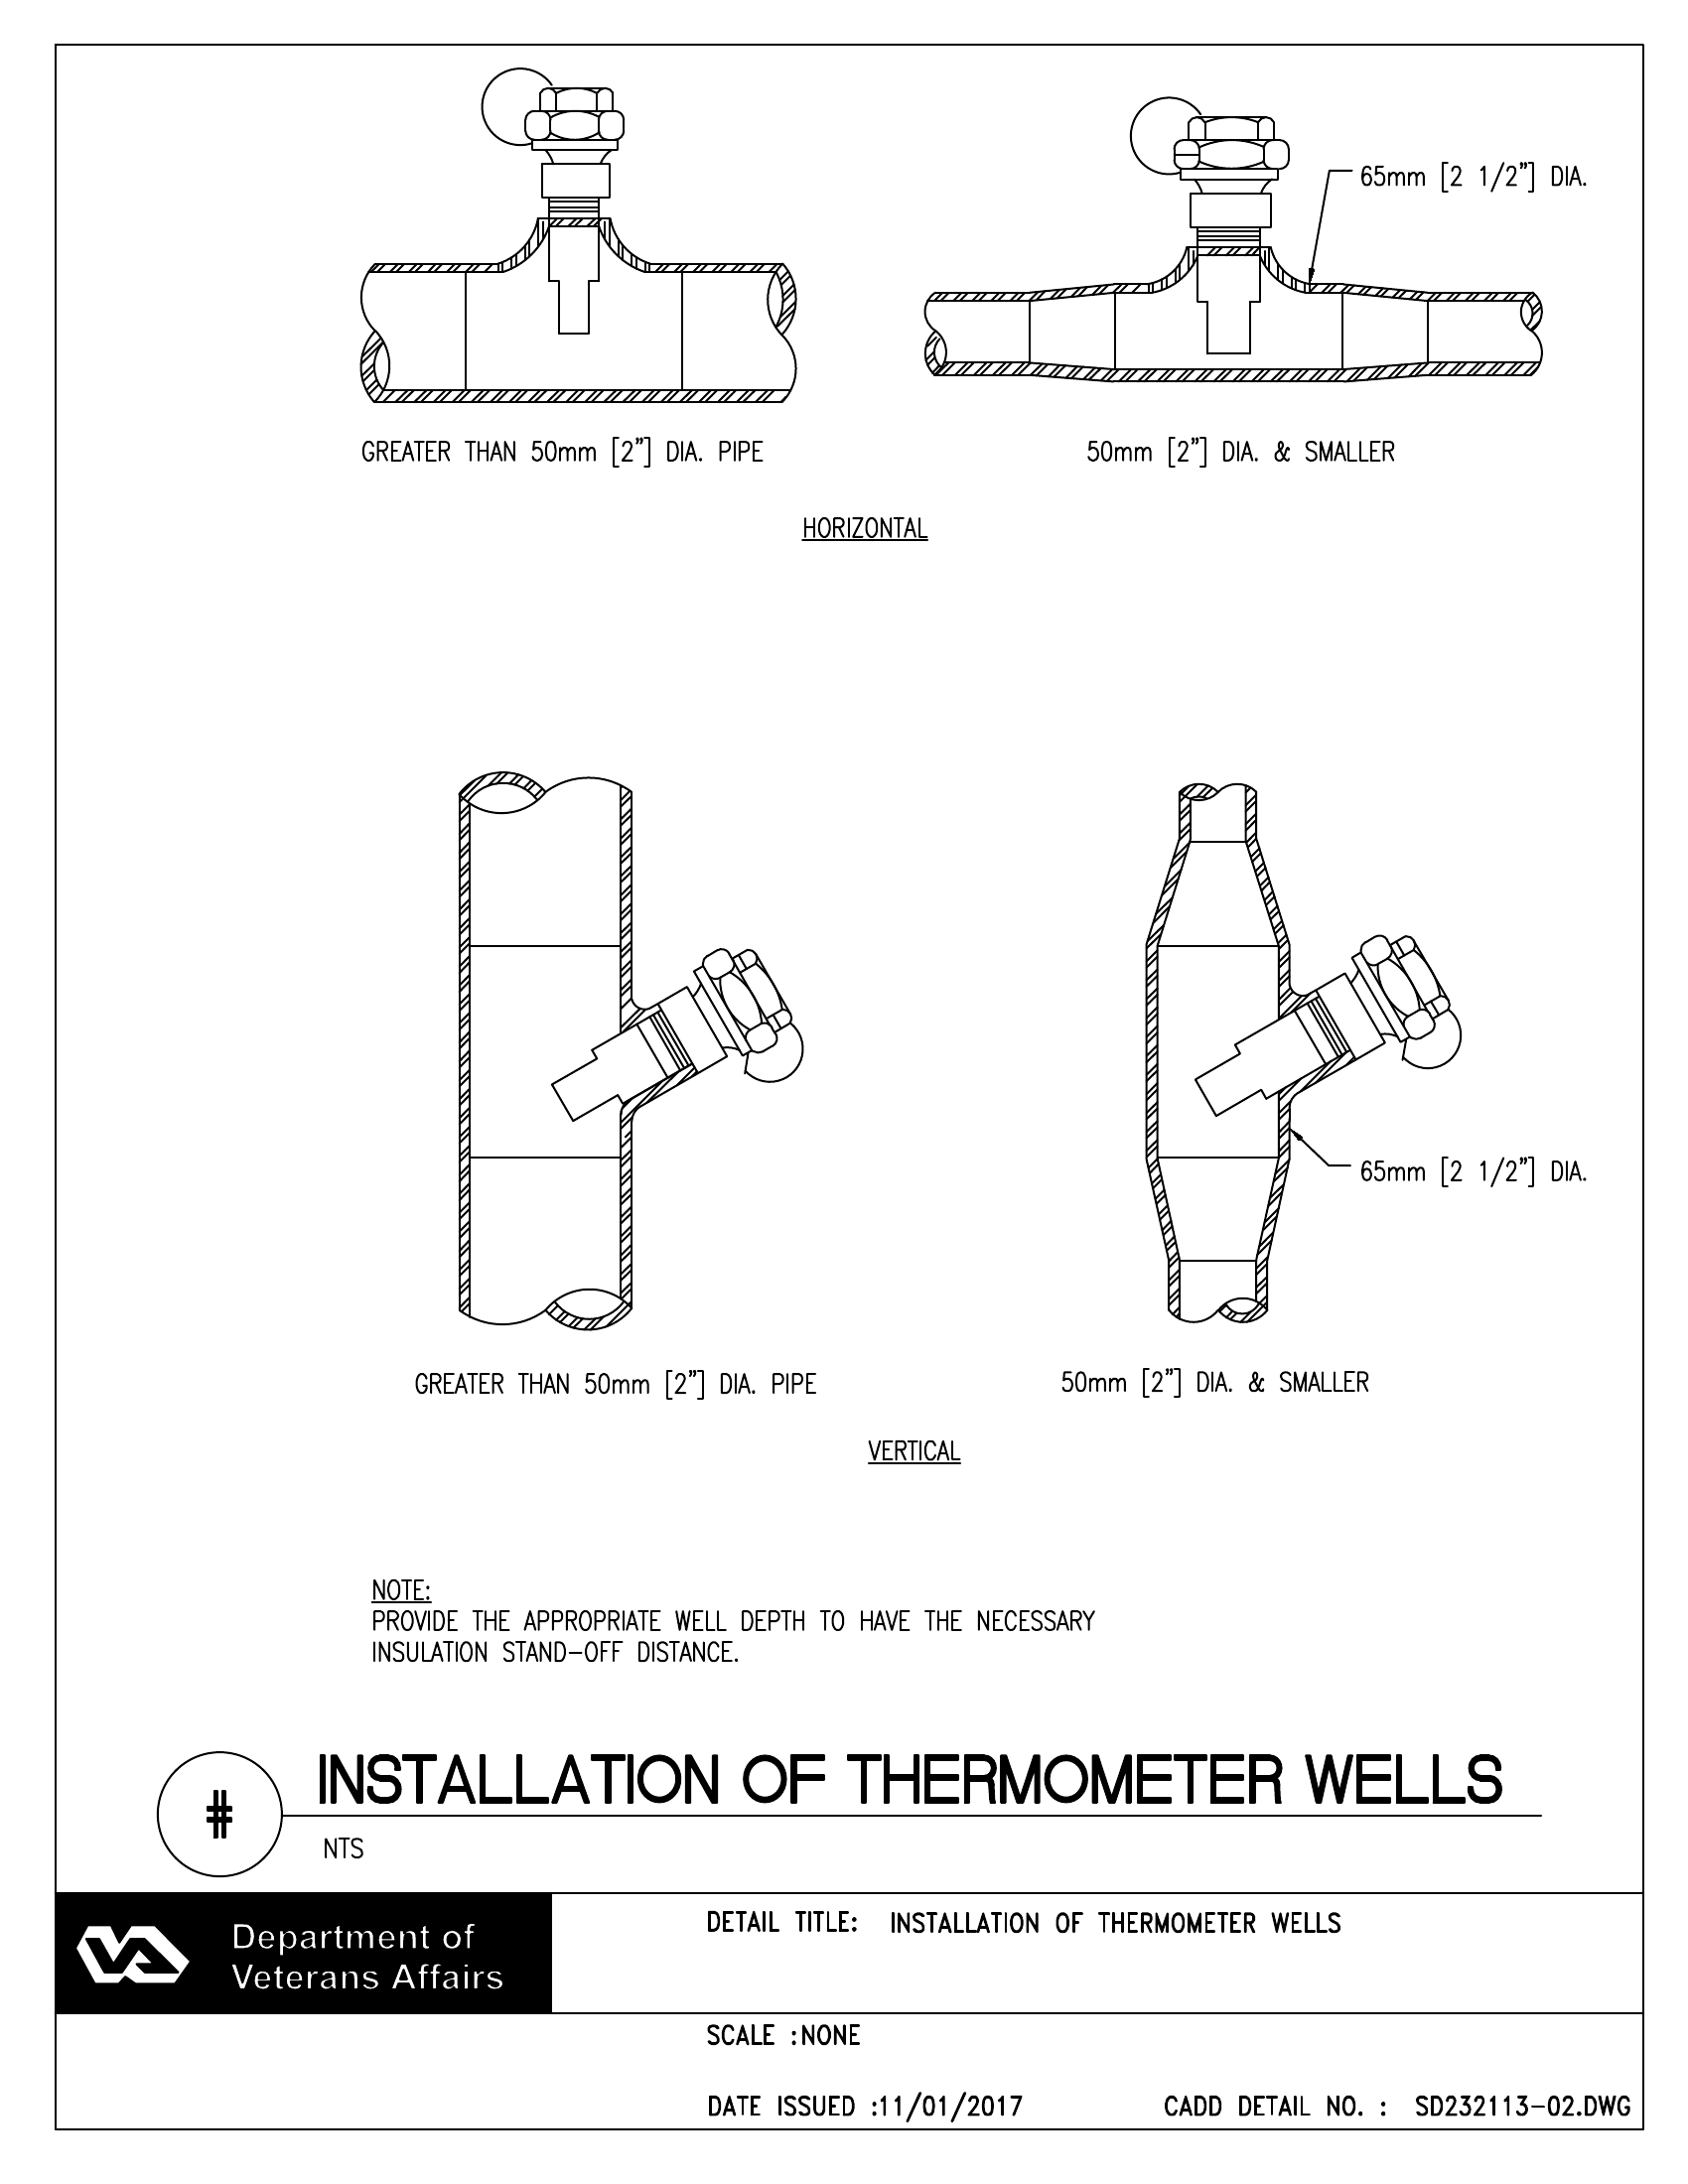 65mm [2 1/2"] DIA.
GREATER THAN 50mm [2"] DIA. PIPE
50mm [2"] DIA. & SMALLER
HORIZONTAL
65mm [2 1/2"] DIA.
GREATER THAN 50mm [2"] DIA. PIPE
50mm [2"] DIA. & SMALLER
VERTICAL
NOTE:
PROVIDE THE APPROPRIATE WELL DEPTH TO HAVE THE NECESSARY
INSULATION STAND-OFF DISTANCE.
#
INSTALLATION OF THERMOMETER WELLS
NTS
VA
Department of
Veterans Affairs
DETAIL TITLE: INSTALLATION OF THERMOMETER WELLS
SCALE :NONE
DATE ISSUED :11/01/2017
CADD DETAIL NO. : SD232113-02.DWG